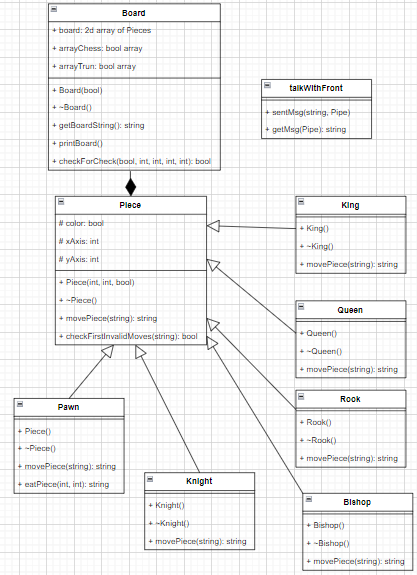 Board
+ board: 2d array of Pieces
+ arrayChess: bool array
+ arrayTrun: bool array
+ Board(bool)
+ ~Board()
+ getBoardString(): string
+ printBoard()
+ checkForCheck(bool, int, int, int, int): bool
talkWithFront
+ sentMsg(string, Pipe)
+ getMsg(Pipe): string
Piece
# color: bool
# xAxis: int
# yAxis: int
+ Piece(int, int, bool)
+ ~Piece()
+ movePiece(string): string
+ checkFirstInvalidMoves(string): bool
King
+ King()
+ ~King()
+ movePiece(string): string
Queen
+ Queen()
+ ~Queen()
+ movePiece(string): string
Rook
+ Rook()
+ ~Rook()
+ movePiece(string): string
Pawn
+ Piece()
+ ~Piece()
+ movePiece(string): string
+ eatPiece(int, int): string
Knight
+ Knight()
+ ~Knight()
+ movePiece(string): string
Bishop
+ Bishop()
+ ~Bishop()
+ movePiece(string): string